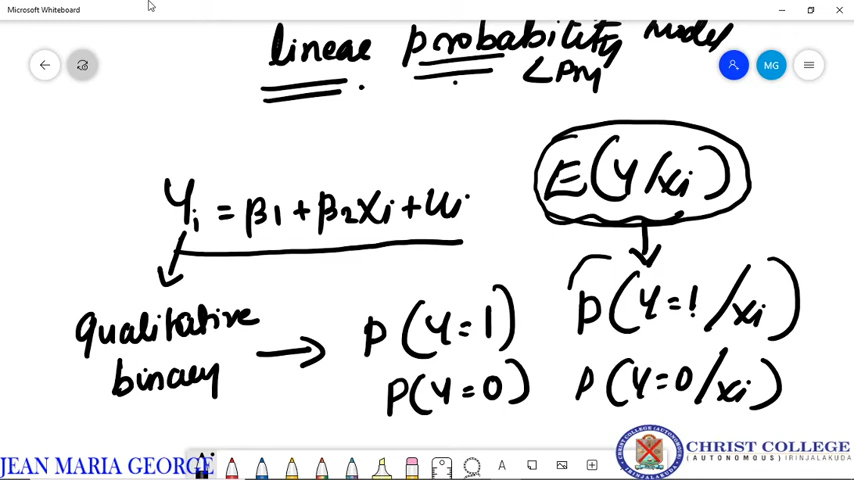 Microsoft Whiteboard
linear probability model
LPM
MG
E(Y/xi)
Yi = β1 + β2xi + ui
qualitative binary → P(Y=1)
P(Y=0)
P(Y=1/xi)
P(Y=0/xi)
JEAN MARIA GEORGE
A
CHRIST COLLEGE
(AUTONOMOUS) IRINJALAKUDA